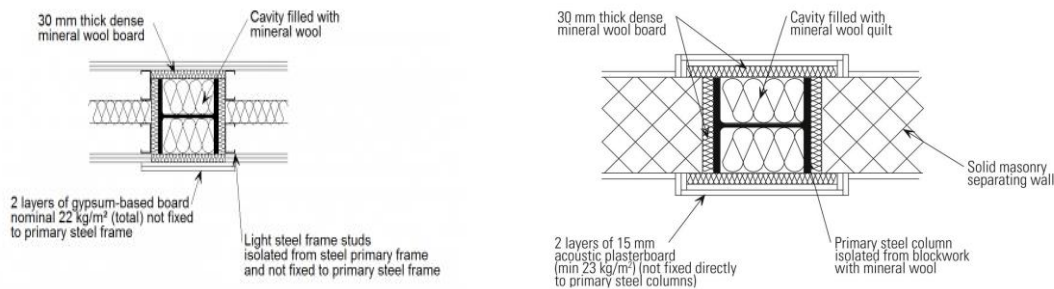 30 mm thick dense
mineral wool board
Cavity filled with
mineral wool
2 layers of gypsum-based board
nominal 22 kg/m² (total) not fixed
to primary steel frame
Light steel frame studs
isolated from steel primary frame
and not fixed to primary steel frame
30 mm thick dense
mineral wool board
Cavity filled with
mineral wool quilt
Solid masonry
separating wall
2 layers of 15 mm
acoustic plasterboard
(min 23 kg/m²) (not fixed directly
to primary steel columns)
Primary steel column
isolated from blockwork
with mineral wool